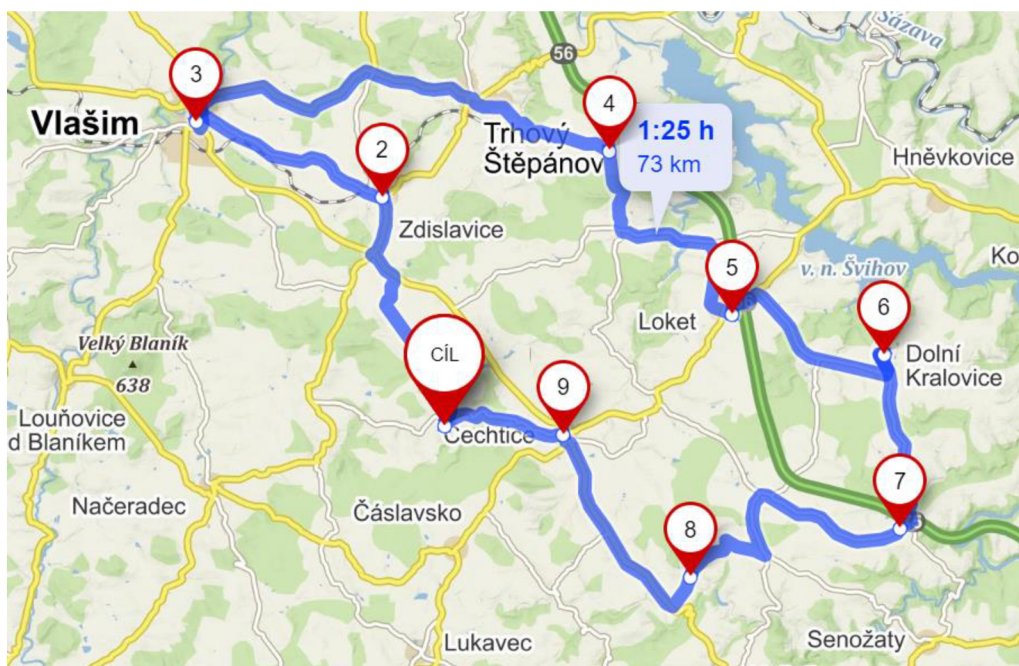 56
Sázava
3
Vlašim
4
Trhový
Štěpánov
1:25 h
73 km
2
Hněvkovice
Zdislavice
Ko
v. n. Švihov
5
Loket
6
Dolní
Kralovice
Velký Blaník
638
CÍL
9
Čechtice
Louňovice
d Blaníkem
Načeradec
Čáslavsko
7
8
Lukavec
Senožaty